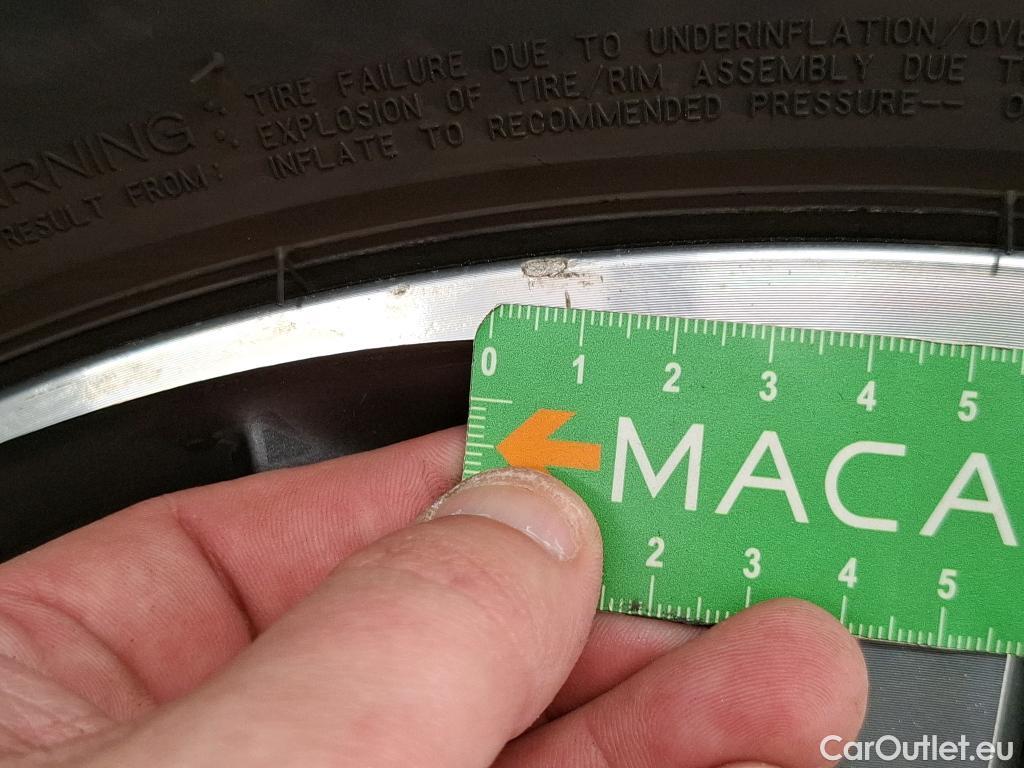 TIRE FAILURE DUE TO UNDERINFLATION/OVE
RNING: EXPLOSION OF TIRE/RIM ASSEMBLY DUE T
RESULT FROM: INFLATE TO RECOMMENDED PRESSURE-- O
0 1 2 3 4 5
MACA
2 3 4 5
CarOutlet.eu